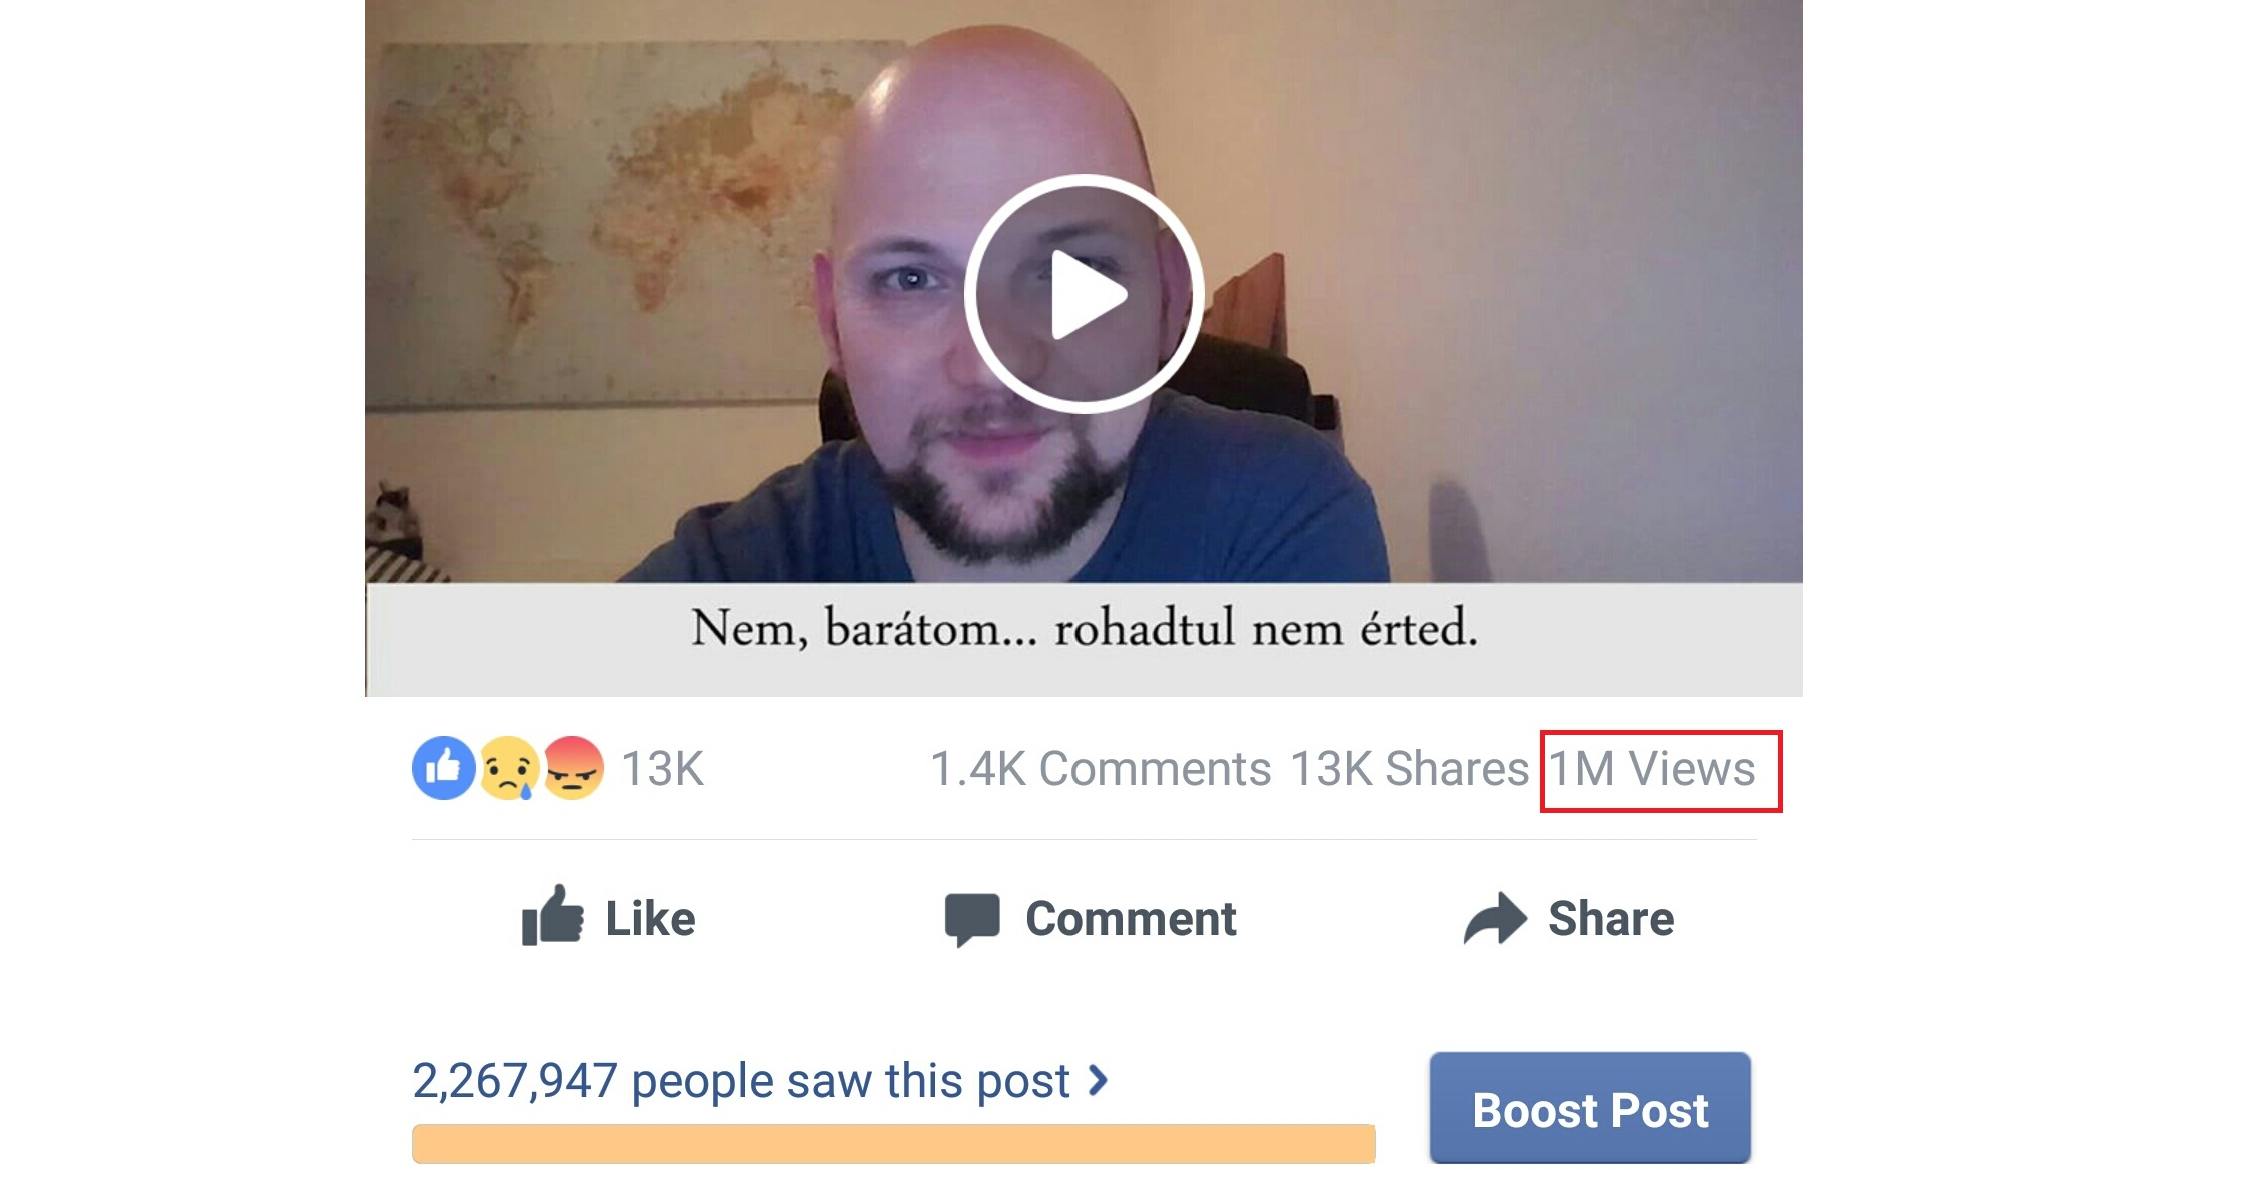 Nem, barátom... rohadtul nem érted.
13K 1.4K Comments 13K Shares 1M Views
Like Comment Share
2,267,947 people saw this post
Boost Post